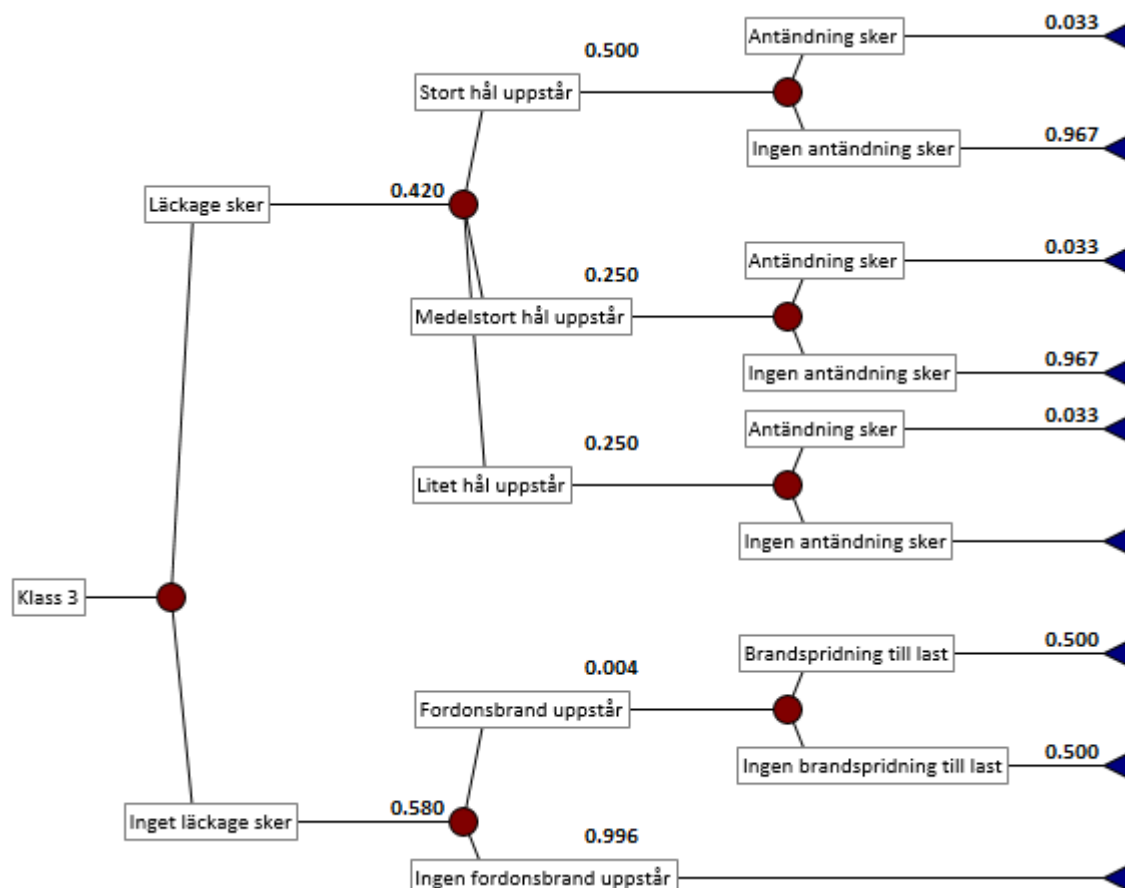 0.033
Antändning sker
0.500
Stort hål uppstår
0.967
Ingen antändning sker
Läckage sker
0.420
0.033
Antändning sker
0.250
Medelstort hål uppstår
0.967
Ingen antändning sker
0.033
Antändning sker
0.250
Litet hål uppstår
Ingen antändning sker
Klass 3
0.500
Brandspridning till last
0.004
Fordonsbrand uppstår
0.500
Ingen brandspridning till last
Inget läckage sker
0.580
0.996
Ingen fordonsbrand uppstår